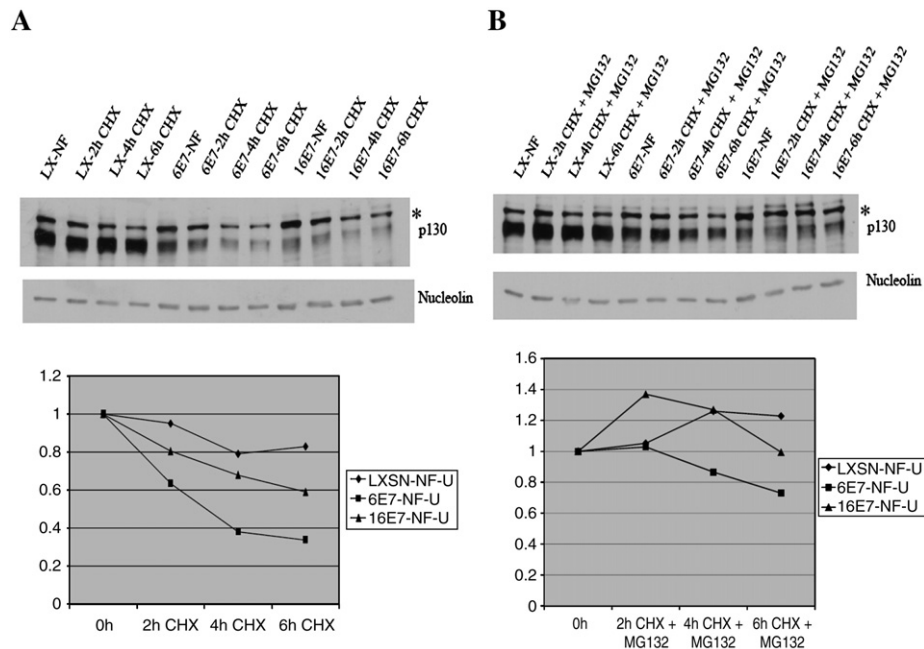 A
LX-NF
LX-2h CHX
LX-4h CHX
LX-6h CHX
6E7-NF
6E7-2h CHX
6E7-4h CHX
6E7-6h CHX
16E7-NF
16E7-2h CHX
16E7-4h CHX
16E7-6h CHX
*
p130
Nucleolin
1.2
1
0.8
0.6
0.4
0.2
0
0h
2h CHX
4h CHX
6h CHX
LXSN-NF-U
6E7-NF-U
16E7-NF-U
B
LX-NF
LX-2h CHX + MG132
LX-4h CHX + MG132
LX-6h CHX + MG132
6E7-NF
6E7-2h CHX + MG132
6E7-4h CHX + MG132
6E7-6h CHX + MG132
16E7-NF
16E7-2h CHX + MG132
16E7-4h CHX + MG132
16E7-6h CHX + MG132
*
p130
Nucleolin
1.6
1.4
1.2
1
0.8
0.6
0.4
0.2
0
0h
2h CHX +
MG132
4h CHX +
MG132
6h CHX +
MG132
LXSN-NF-U
6E7-NF-U
16E7-NF-U